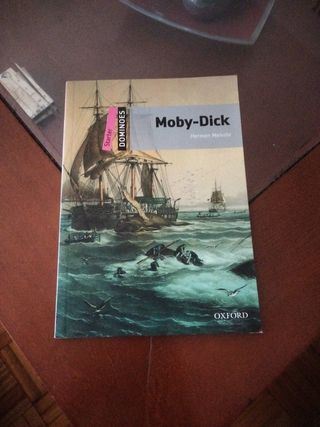 Starter
DOMINOES
Moby-Dick
Herman Melville
OXFORD